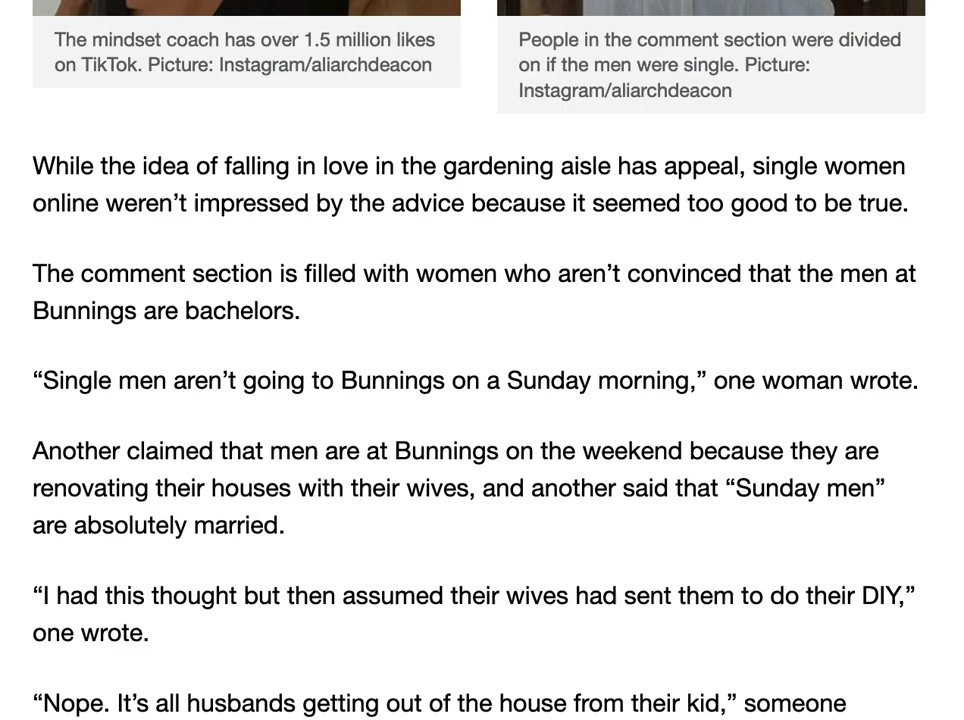 The mindset coach has over 1.5 million likes
on TikTok. Picture: Instagram/aliarchdeacon
People in the comment section were divided
on if the men were single. Picture:
Instagram/aliarchdeacon
While the idea of falling in love in the gardening aisle has appeal, single women
online weren’t impressed by the advice because it seemed too good to be true.
The comment section is filled with women who aren’t convinced that the men at
Bunnings are bachelors.
“Single men aren’t going to Bunnings on a Sunday morning,” one woman wrote.
Another claimed that men are at Bunnings on the weekend because they are
renovating their houses with their wives, and another said that “Sunday men”
are absolutely married.
“I had this thought but then assumed their wives had sent them to do their DIY,”
one wrote.
“Nope. It’s all husbands getting out of the house from their kid,” someone